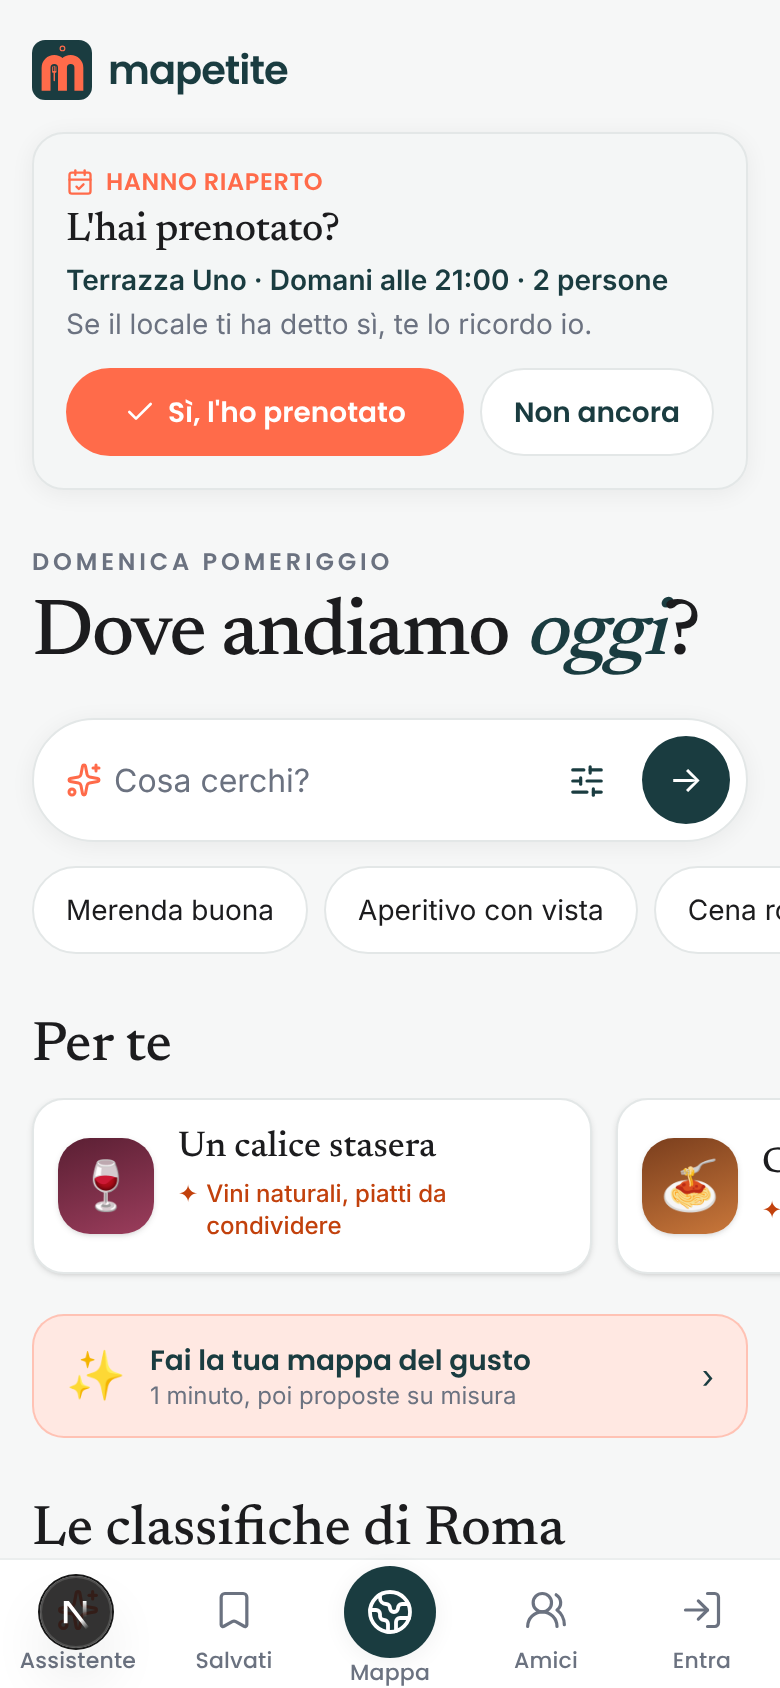 mapetite
HANNO RIAPERTO
L'hai prenotato?
Terrazza Uno · Domani alle 21:00 · 2 persone
Se il locale ti ha detto sì, te lo ricordo io.
Sì, l'ho prenotato
Non ancora
DOMENICA POMERIGGIO
Dove andiamo oggi?
Cosa cerchi?
Merenda buona
Aperitivo con vista
Cena
Per te
Un calice stasera
✦ Vini naturali, piatti da
condividere
Fai la tua mappa del gusto
1 minuto, poi proposte su misura
›
Le classifiche di Roma
N
Assistente
Salvati
Mappa
Amici
Entra